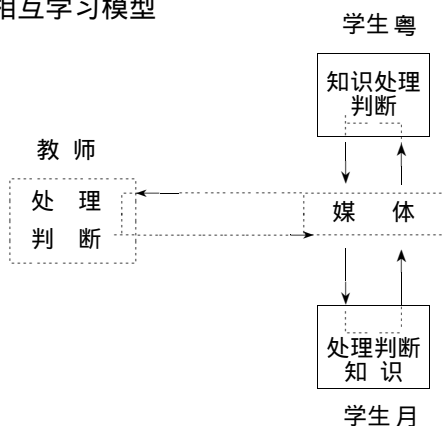 相互学习模型
学生粤
知识处理
判断
教 师
处 理
判 断
媒 体
处理判断
知 识
学生月